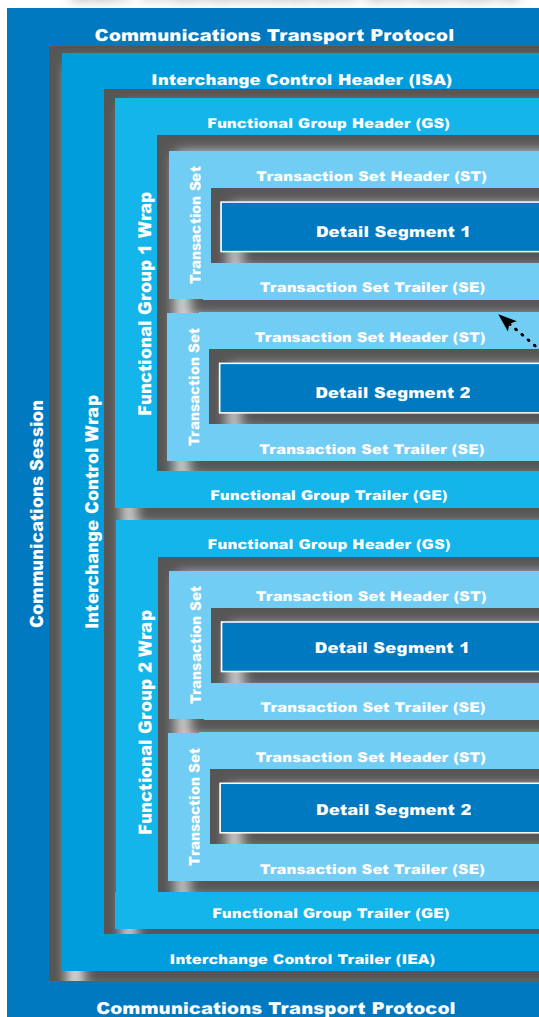 Communications Transport Protocol
Interchange Control Header (ISA)
Functional Group Header (GS)
Transaction Set Header (ST)
Transaction Set
Detail Segment 1
Transaction Set Trailer (SE)
Functional Group 1 Wrap
Transaction Set Header (ST)
Transaction Set
Detail Segment 2
Transaction Set Trailer (SE)
Functional Group Trailer (GE)
Communications Session
Interchange Control Wrap
Functional Group Header (GS)
Transaction Set Header (ST)
Transaction Set
Detail Segment 1
Transaction Set Trailer (SE)
Functional Group 2 Wrap
Transaction Set Header (ST)
Transaction Set
Detail Segment 2
Transaction Set Trailer (SE)
Functional Group Trailer (GE)
Interchange Control Trailer (IEA)
Communications Transport Protocol